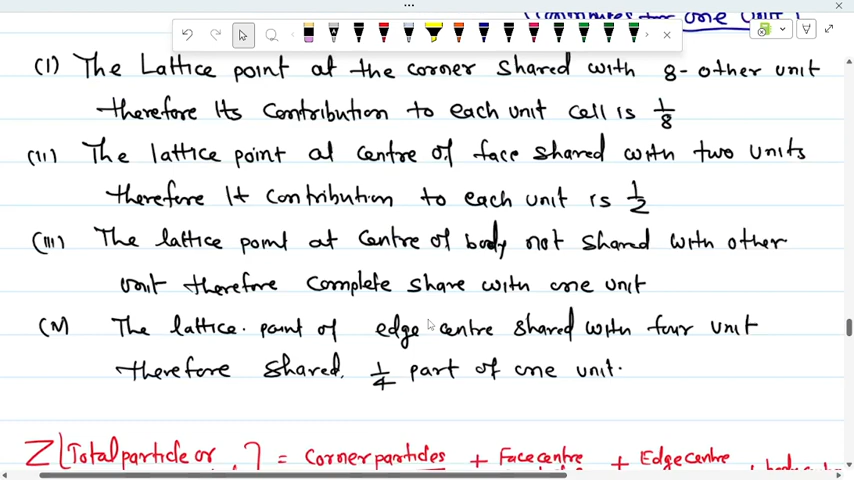 (Contributes for one unit)
(I) The Lattice point at the corner shared with 8-other unit
therefore Its contribution to each unit cell is 1/8
(II) The lattice point at centre of face shared with two units
therefore It contribution to each unit is 1/2
(III) The lattice point at centre of body not shared with other
unit therefore complete share with one unit
(IV) The lattice point of edge centre shared with four unit
therefore shared 1/4 part of one unit.
Z [Total particle or ] = Corner particles + Face centre + Edge centre +